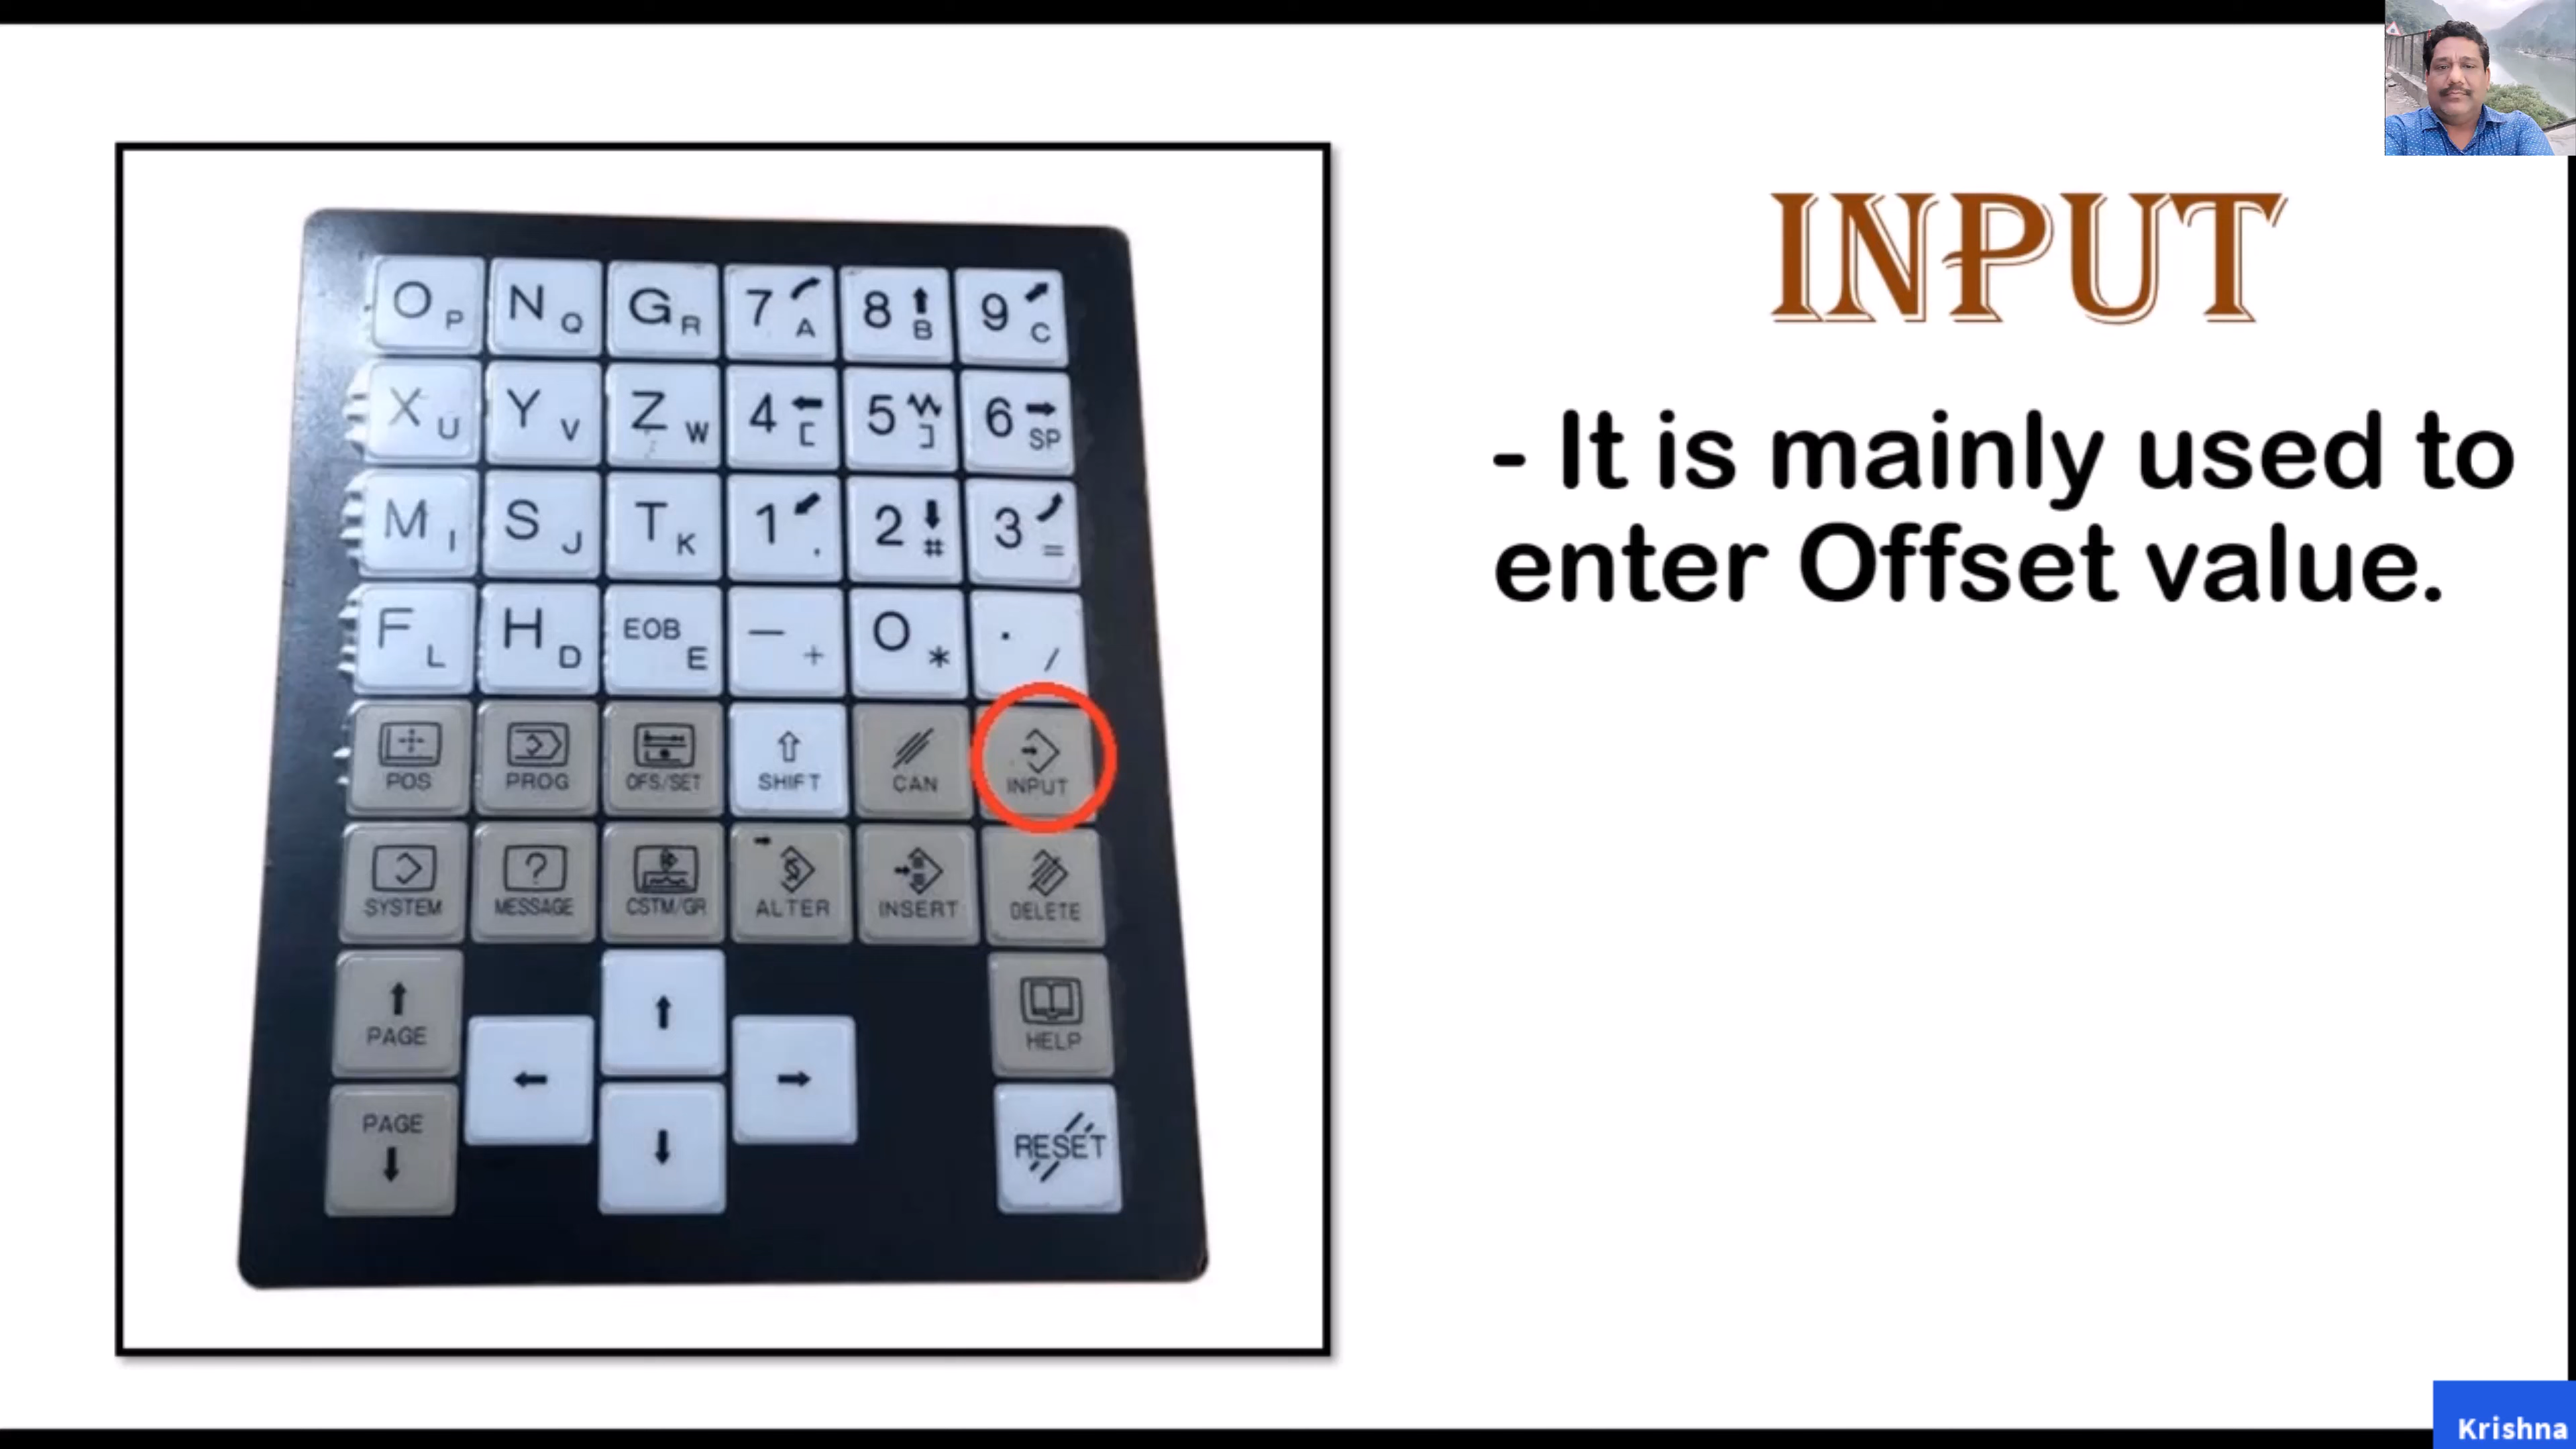 INPUT
- It is mainly used to
enter Offset value.
O P N Q G R 7 A 8 B 9 C
X U Y V Z W 4 [ 5 ] 6 SP
M I S J T K 1 , 2 # 3 =
F L H D EOB E - + 0 * . /
POS PROG OFS/SET SHIFT CAN INPUT
SYSTEM MESSAGE CSTM/GR ALTER INSERT DELETE
PAGE HELP
PAGE RESET
Krishna